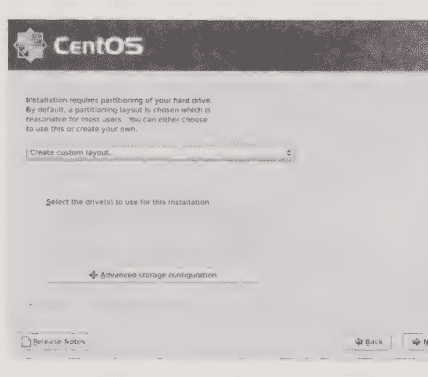 CentOS
Installation requires partitioning of your hard drive.
By default, a partitioning layout is chosen which is
reasonable for most users. You can either choose
to use this or create your own.
Create custom layout.
Select the drive(s) to use for this installation
Advanced storage configuration
Release Notes
Back
N